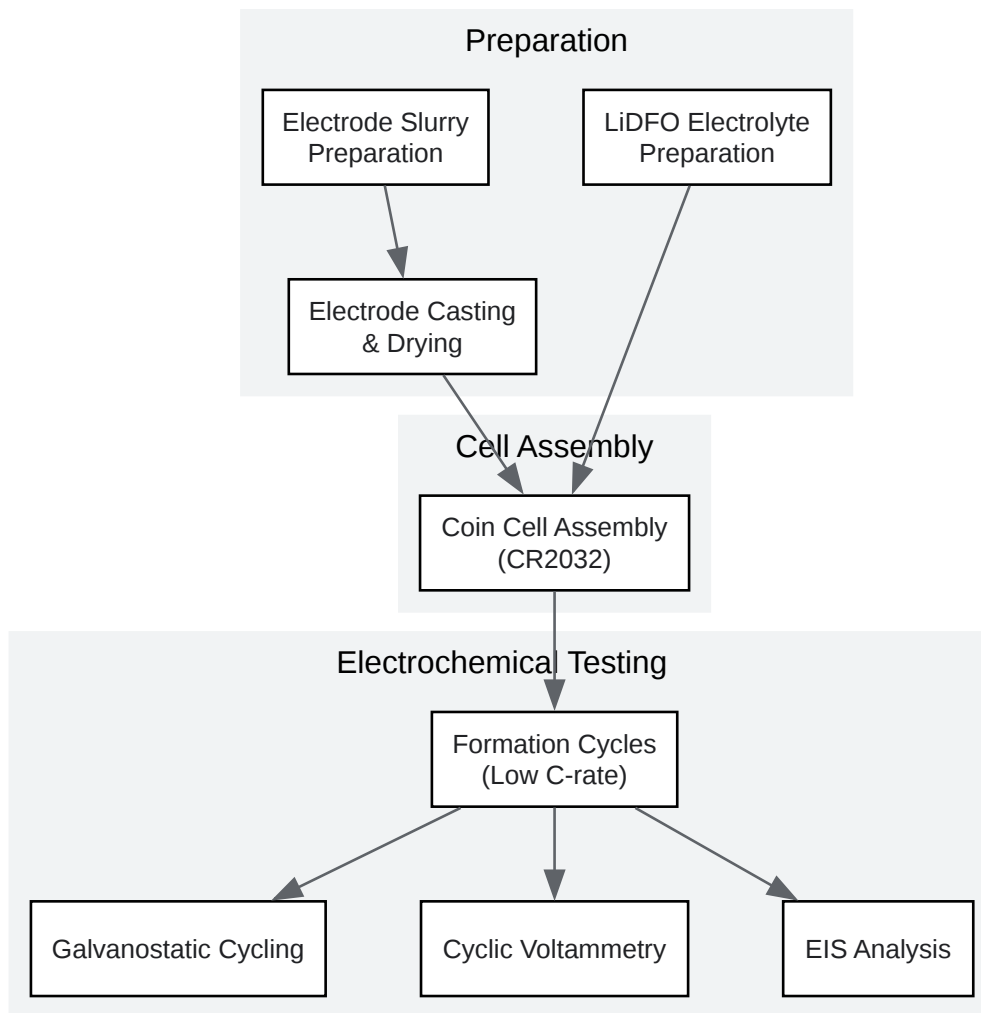 Preparation
Electrode Slurry
Preparation
LiDFO Electrolyte
Preparation
Electrode Casting
& Drying
Cell Assembly
Coin Cell Assembly
(CR2032)
Electrochemical Testing
Formation Cycles
(Low C-rate)
Galvanostatic Cycling
Cyclic Voltammetry
EIS Analysis